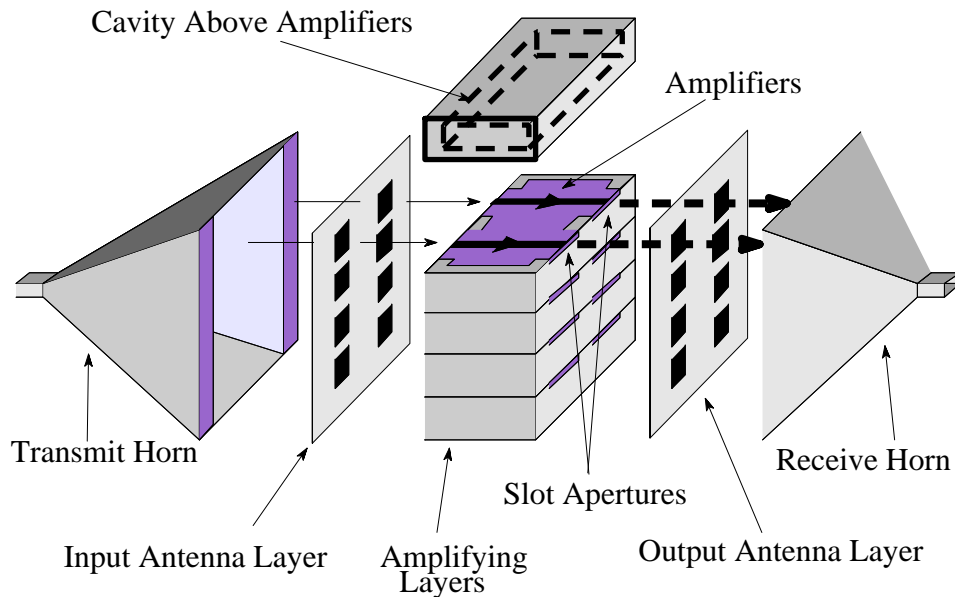 Cavity Above Amplifiers
Amplifiers
Transmit Horn
Receive Horn
Slot Apertures
Input Antenna Layer
Amplifying
Layers
Output Antenna Layer